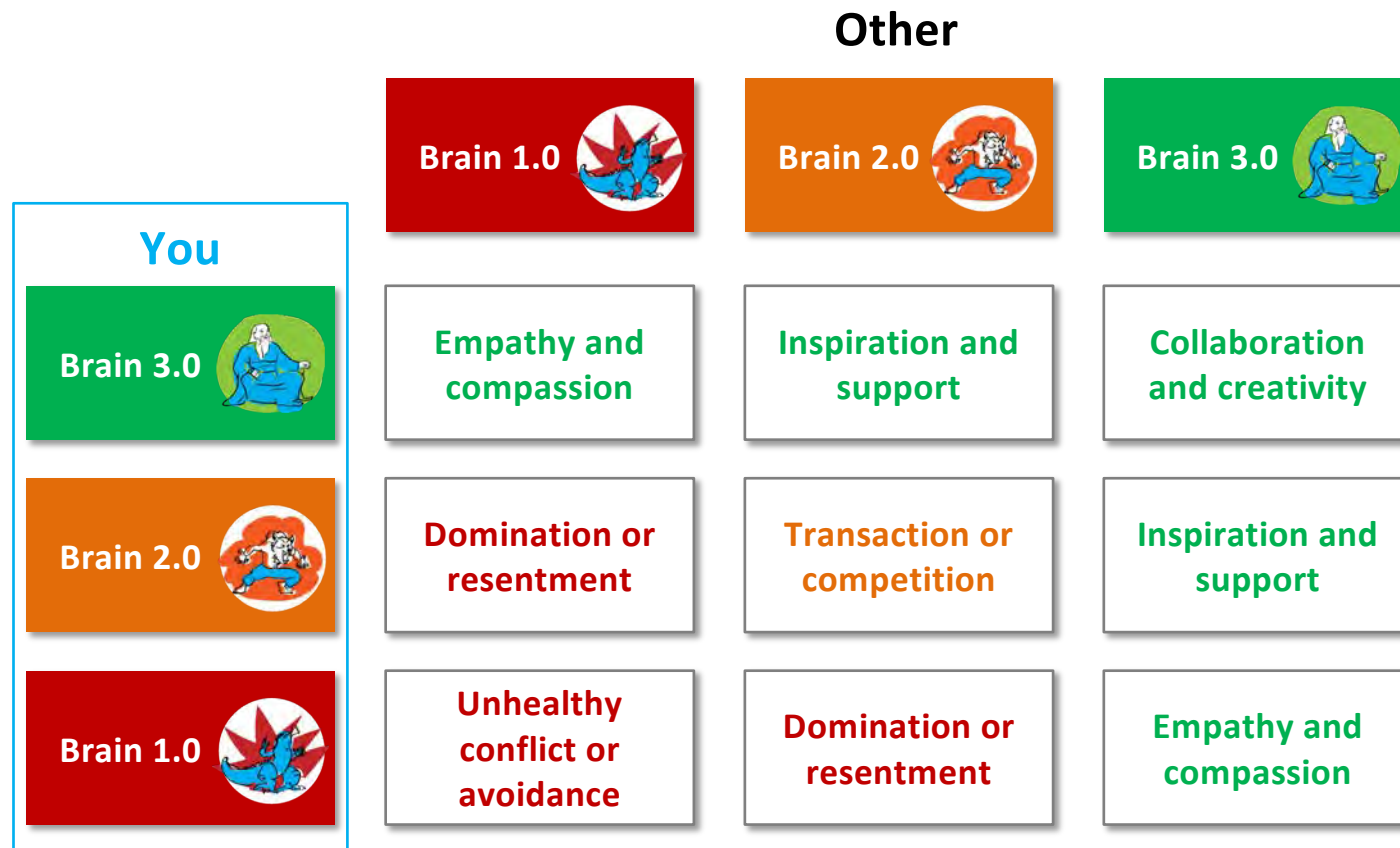 Other
Brain 1.0
Brain 2.0
Brain 3.0
You
Brain 3.0
Empathy and
compassion
Inspiration and
support
Collaboration
and creativity
Brain 2.0
Domination or
resentment
Transaction or
competition
Inspiration and
support
Brain 1.0
Unhealthy
conflict or
avoidance
Domination or
resentment
Empathy and
compassion